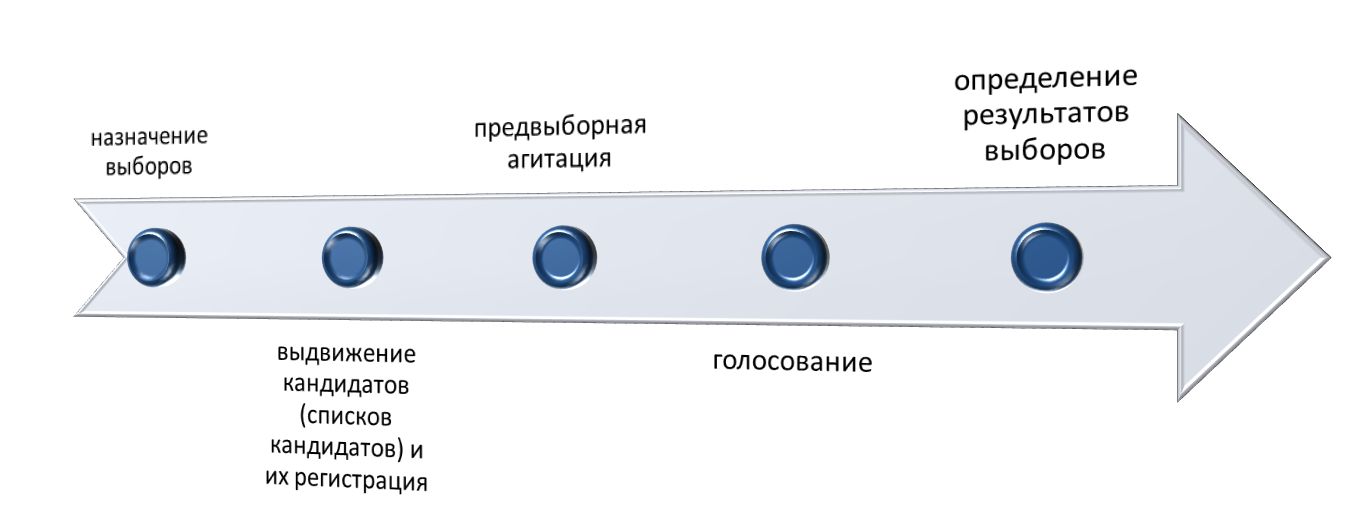 назначение
выборов
выдвижение
кандидатов
(списков
кандидатов) и
их регистрация
предвыборная
агитация
голосование
определение
результатов
выборов